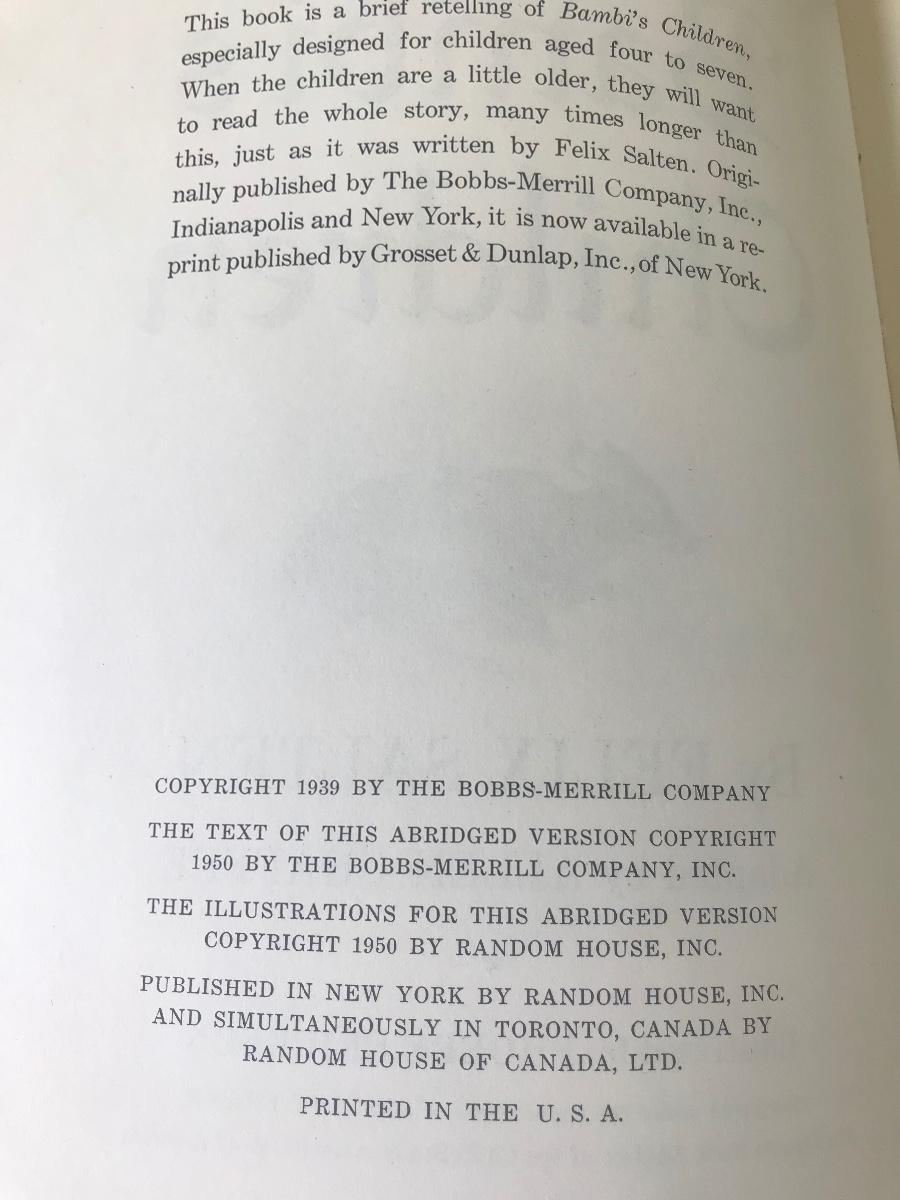 This book is a brief retelling of Bambi's Children,
especially designed for children aged four to seven.
When the children are a little older, they will want
to read the whole story, many times longer than
this, just as it was written by Felix Salten. Origi-
nally published by The Bobbs-Merrill Company, Inc.,
Indianapolis and New York, it is now available in a re-
print published by Grosset & Dunlap, Inc., of New York.
COPYRIGHT 1939 BY THE BOBBS-MERRILL COMPANY
THE TEXT OF THIS ABRIDGED VERSION COPYRIGHT
1950 BY THE BOBBS-MERRILL COMPANY, INC.
THE ILLUSTRATIONS FOR THIS ABRIDGED VERSION
COPYRIGHT 1950 BY RANDOM HOUSE, INC.
PUBLISHED IN NEW YORK BY RANDOM HOUSE, INC.
AND SIMULTANEOUSLY IN TORONTO, CANADA BY
RANDOM HOUSE OF CANADA, LTD.
PRINTED IN THE U. S. A.